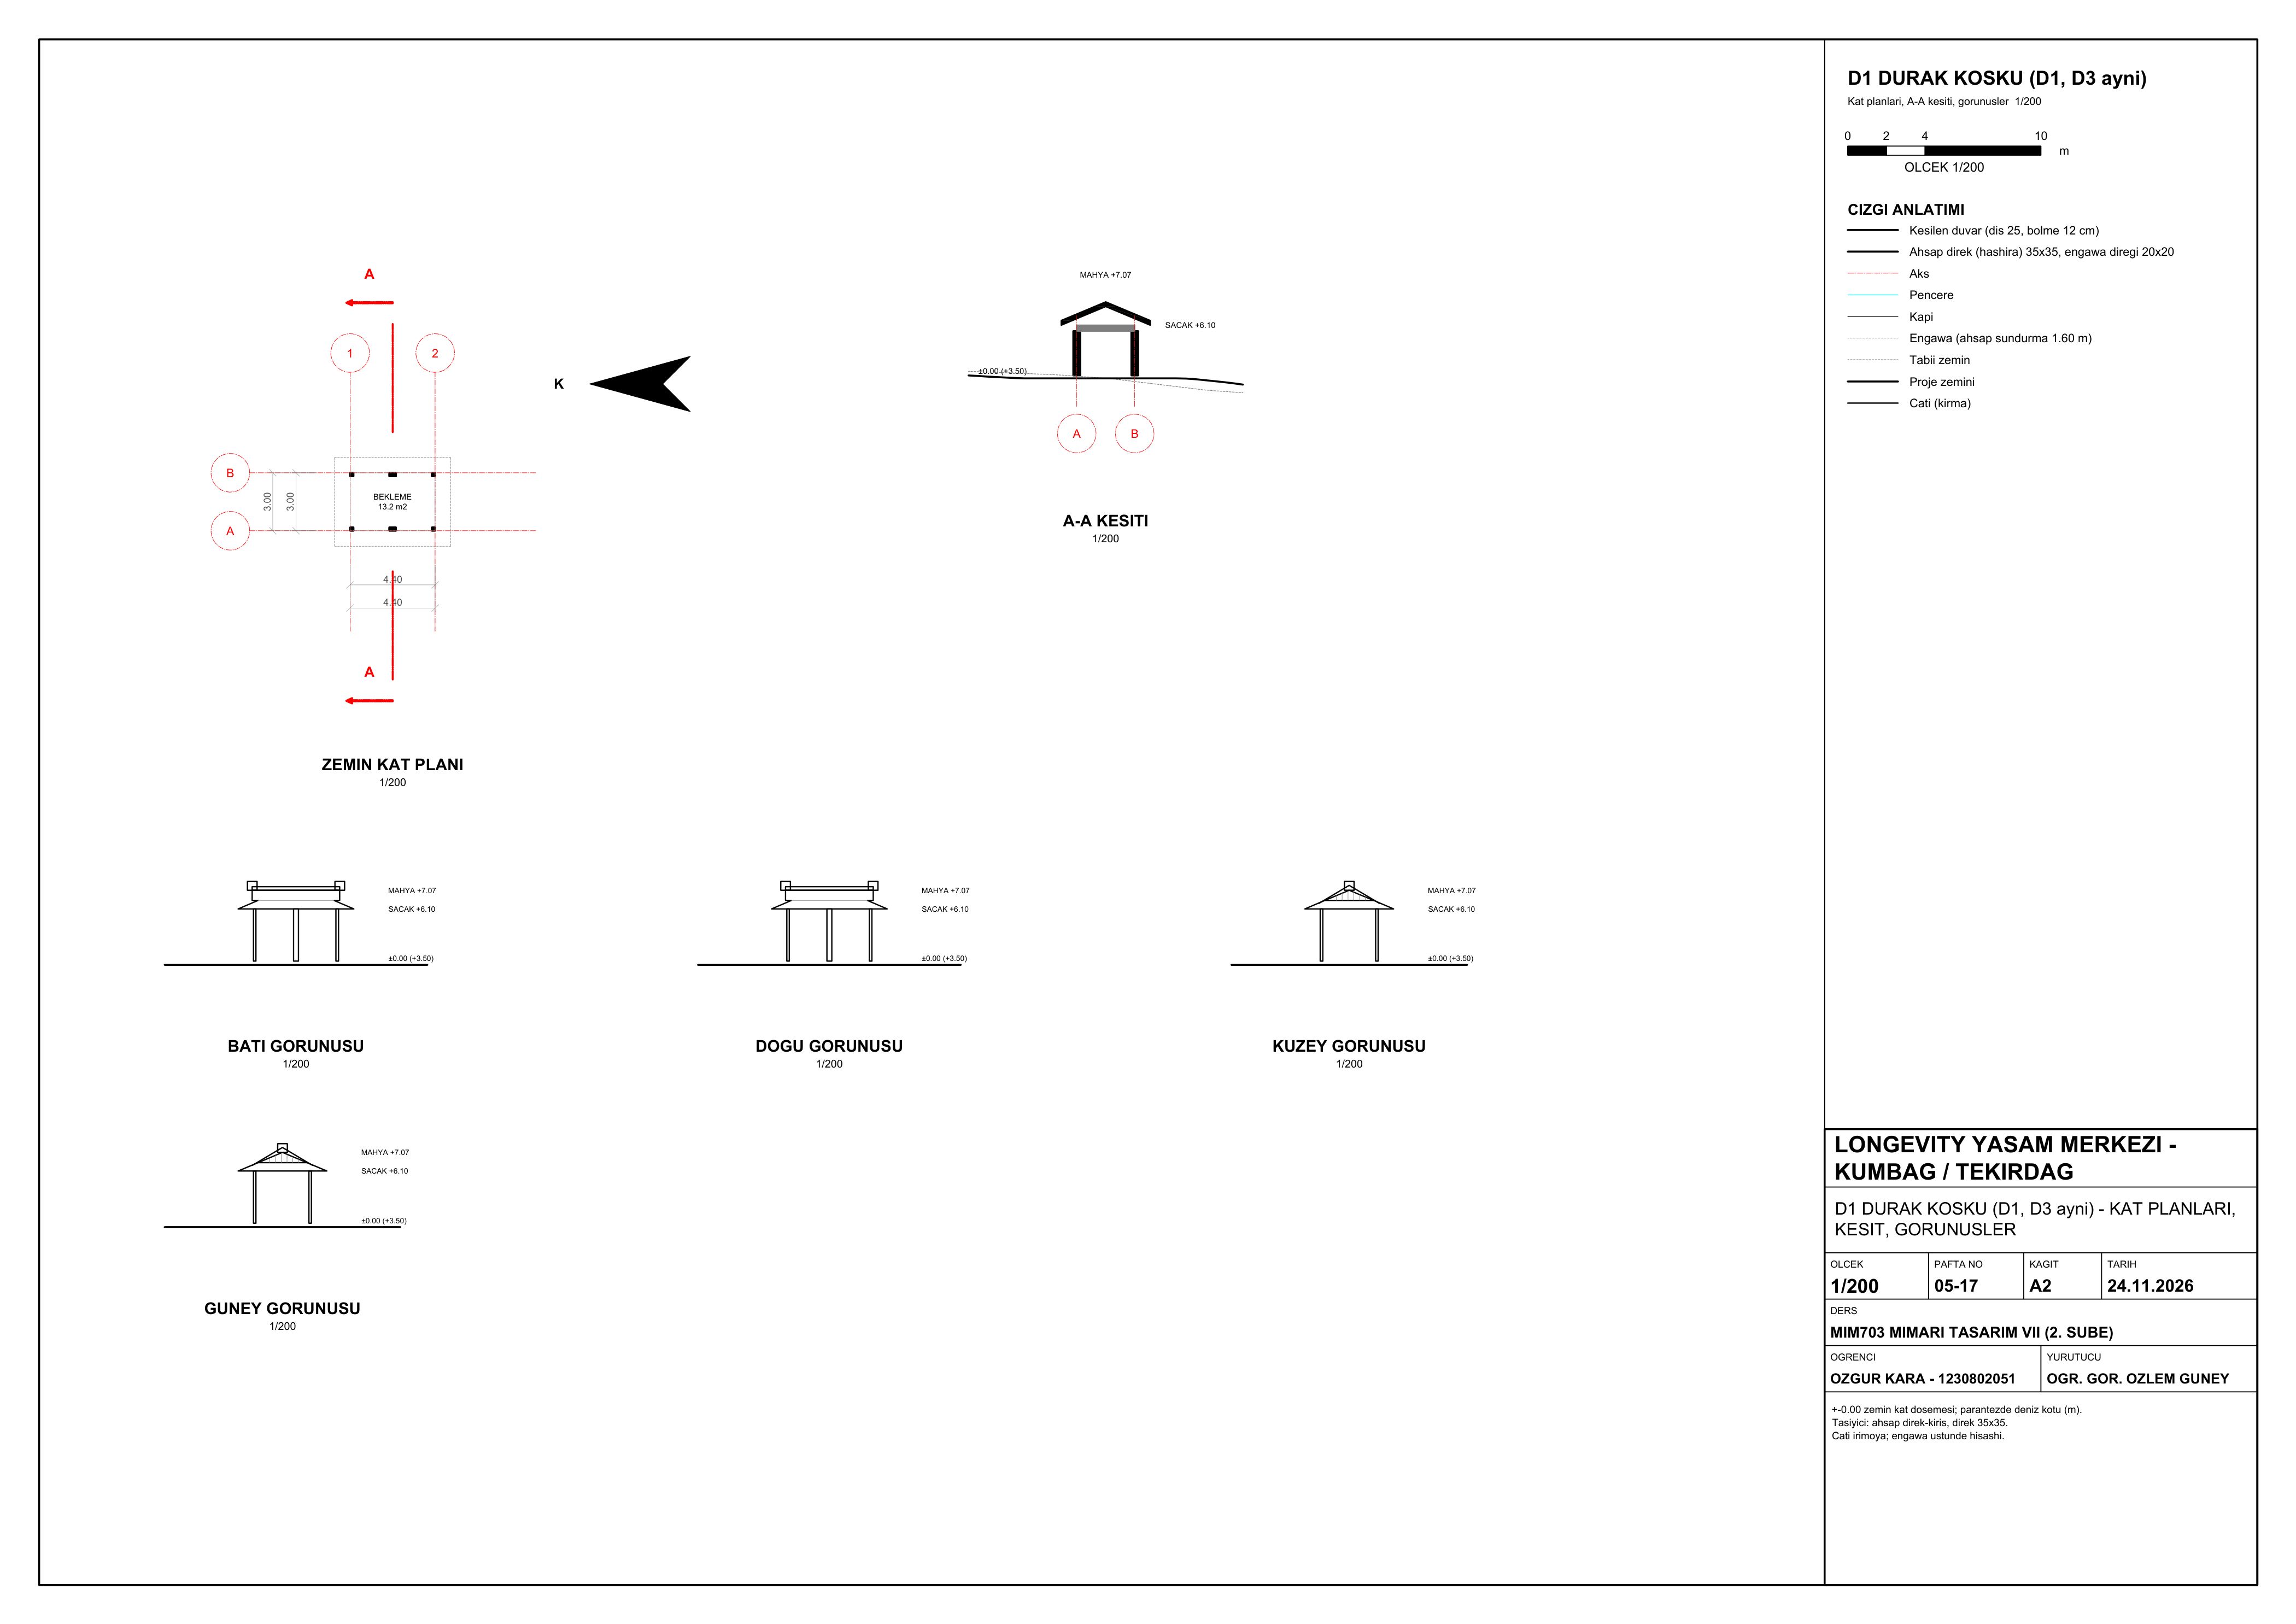 D1 DURAK KOSKU (D1, D3 ayni)
Kat planlari, A-A kesiti, gorunusler 1/200
0 2 4 10
m
OLCEK 1/200
CIZGI ANLATIMI
Kesilen duvar (dis 25, bolme 12 cm)
Ahsap direk (hashira) 35x35, engawa diregi 20x20
Aks
Pencere
Kapi
Engawa (ahsap sundurma 1.60 m)
Tabii zemin
Proje zemini
Cati (kirma)
A
1 2
K
B
3.00 3.00
BEKLEME
13.2 m2
A
4.40
4.40
A
ZEMIN KAT PLANI
1/200
MAHYA +7.07
SACAK +6.10
±0.00 (+3.50)
A B
A-A KESITI
1/200
MAHYA +7.07
SACAK +6.10
±0.00 (+3.50)
BATI GORUNUSU
1/200
MAHYA +7.07
SACAK +6.10
±0.00 (+3.50)
DOGU GORUNUSU
1/200
MAHYA +7.07
SACAK +6.10
±0.00 (+3.50)
KUZEY GORUNUSU
1/200
MAHYA +7.07
SACAK +6.10
±0.00 (+3.50)
GUNEY GORUNUSU
1/200
LONGEVITY YASAM MERKEZI -
KUMBAG / TEKIRDAG
D1 DURAK KOSKU (D1, D3 ayni) - KAT PLANLARI,
KESIT, GORUNUSLER
OLCEK PAFTA NO KAGIT TARIH
1/200 05-17 A2 24.11.2026
DERS
MIM703 MIMARI TASARIM VII (2. SUBE)
OGRENCI YURUTUCU
OZGUR KARA - 1230802051 OGR. GOR. OZLEM GUNEY
+-0.00 zemin kat dosemesi; parantezde deniz kotu (m).
Tasiyici: ahsap direk-kiris, direk 35x35.
Cati irimoya; engawa ustunde hisashi.